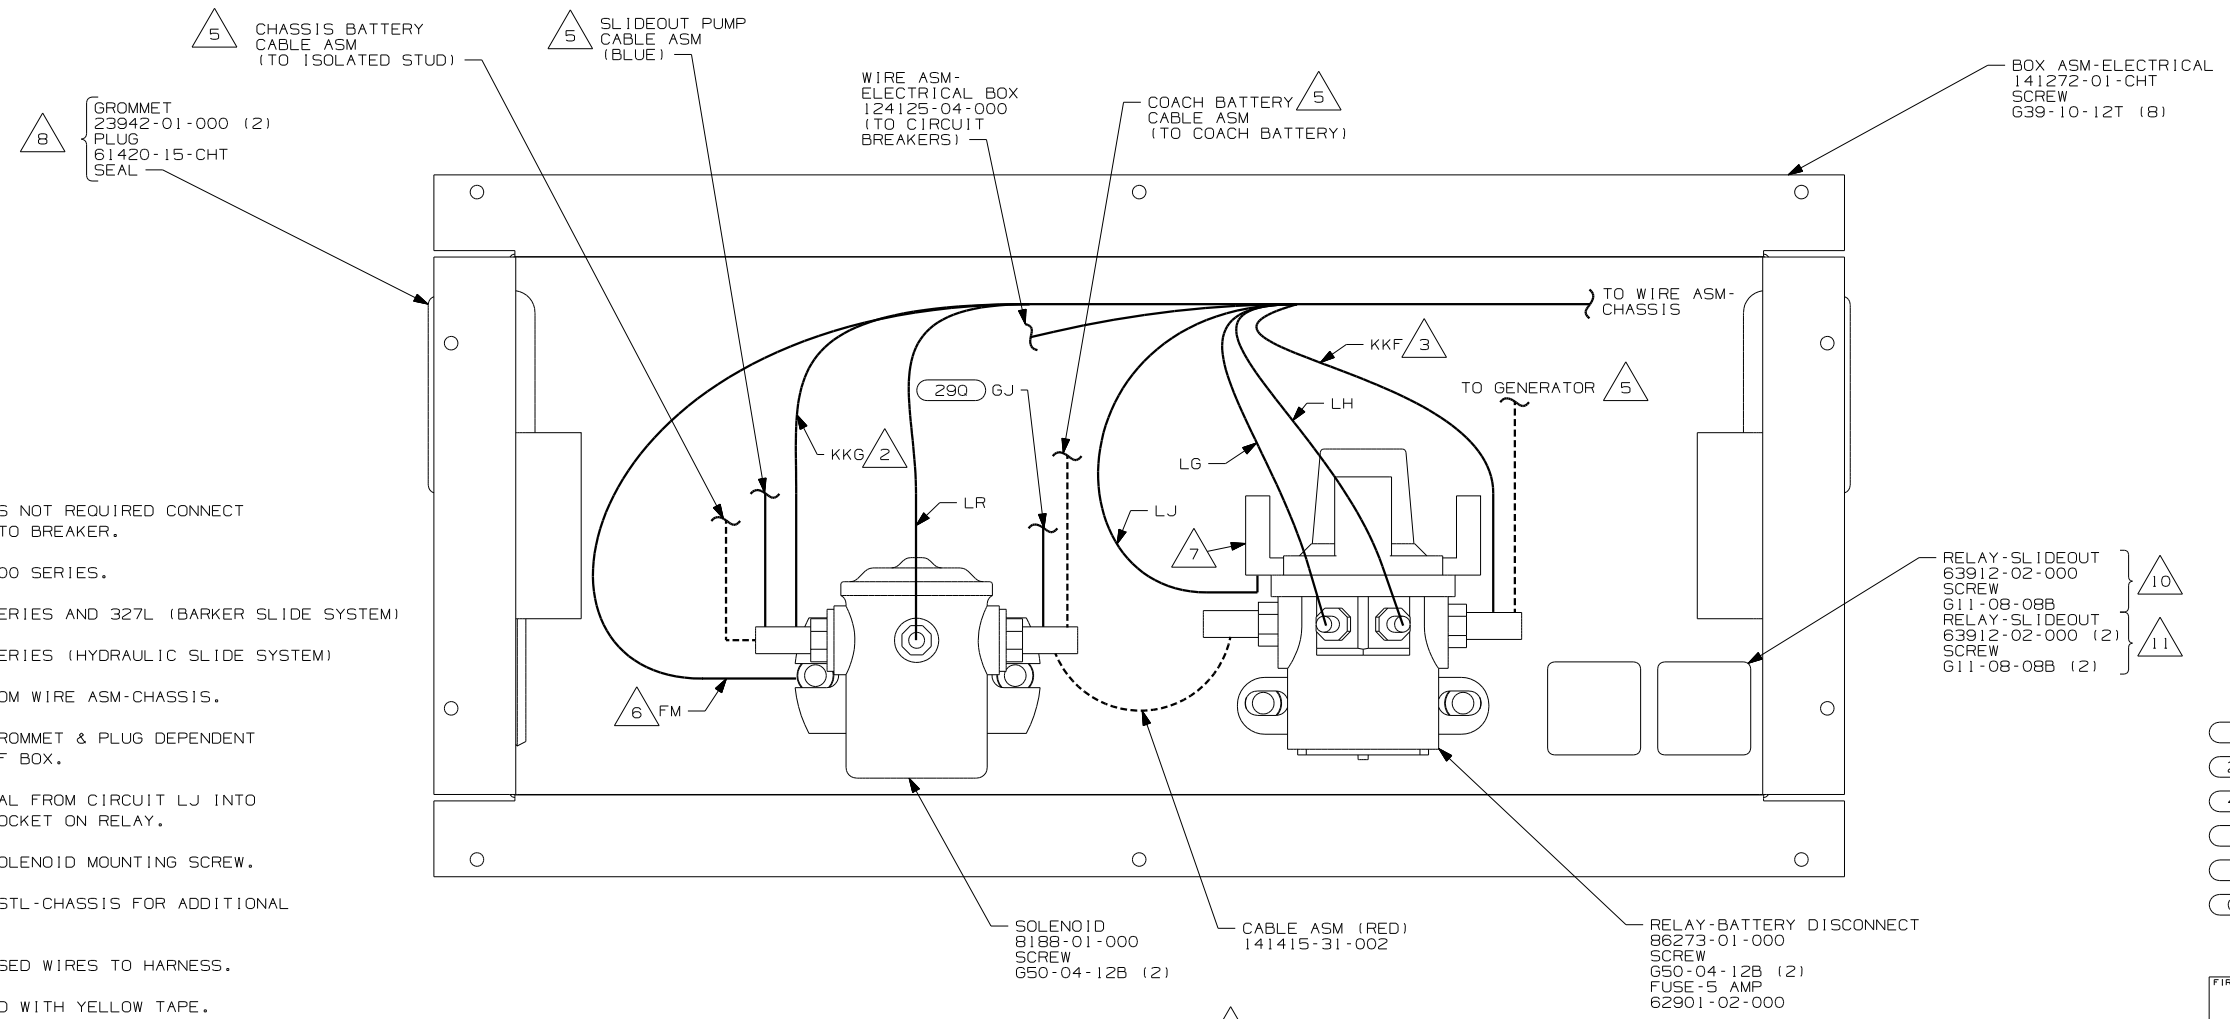 5
CHASSIS BATTERY
CABLE ASM
(TO ISOLATED STUD)
5
SLIDEOUT PUMP
CABLE ASM
(BLUE)
WIRE ASM-
ELECTRICAL BOX
124125-04-000
(TO CIRCUIT
BREAKERS)
COACH BATTERY
CABLE ASM
(TO COACH BATTERY)
5
BOX ASM-ELECTRICAL
141272-01-CHT
SCREW
G39-10-12T (8)
8
GROMMET
23942-01-000 (2)
PLUG
61420-15-CHT
SEAL
TO WIRE ASM-
CHASSIS
KKF
3
TO GENERATOR
5
29Q
GJ
LH
KKG
2
LG
LR
LJ
7
6
FM
RELAY-SLIDEOUT
63912-02-000
SCREW
G11-08-08B
10
RELAY-SLIDEOUT
63912-02-000 (2)
SCREW
G11-08-08B (2)
11
S NOT REQUIRED CONNECT
TO BREAKER.
00 SERIES.
ERIES AND 327L (BARKER SLIDE SYSTEM)
ERIES (HYDRAULIC SLIDE SYSTEM)
OM WIRE ASM-CHASSIS.
ROMMET & PLUG DEPENDENT
F BOX.
AL FROM CIRCUIT LJ INTO
OCKET ON RELAY.
OLENOID MOUNTING SCREW.
STL-CHASSIS FOR ADDITIONAL
SED WIRES TO HARNESS.
D WITH YELLOW TAPE.
SOLENOID
8188-01-000
SCREW
G50-04-12B (2)
CABLE ASM (RED)
141415-31-002
RELAY-BATTERY DISCONNECT
86273-01-000
SCREW
G50-04-12B (2)
FUSE-5 AMP
62901-02-000
FIR